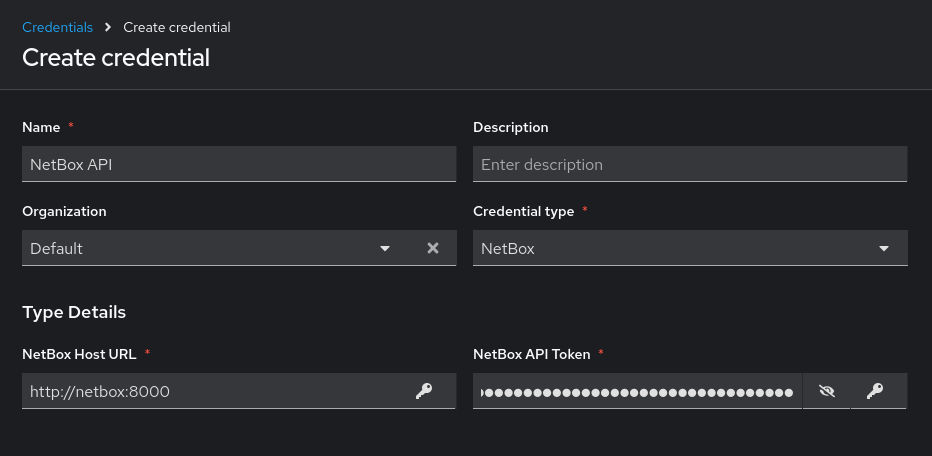 Credentials > Create credential
Create credential
Name * Description
NetBox API Enter description
Organization Credential type *
Default NetBox
Type Details
NetBox Host URL * NetBox API Token *
http://netbox:8000